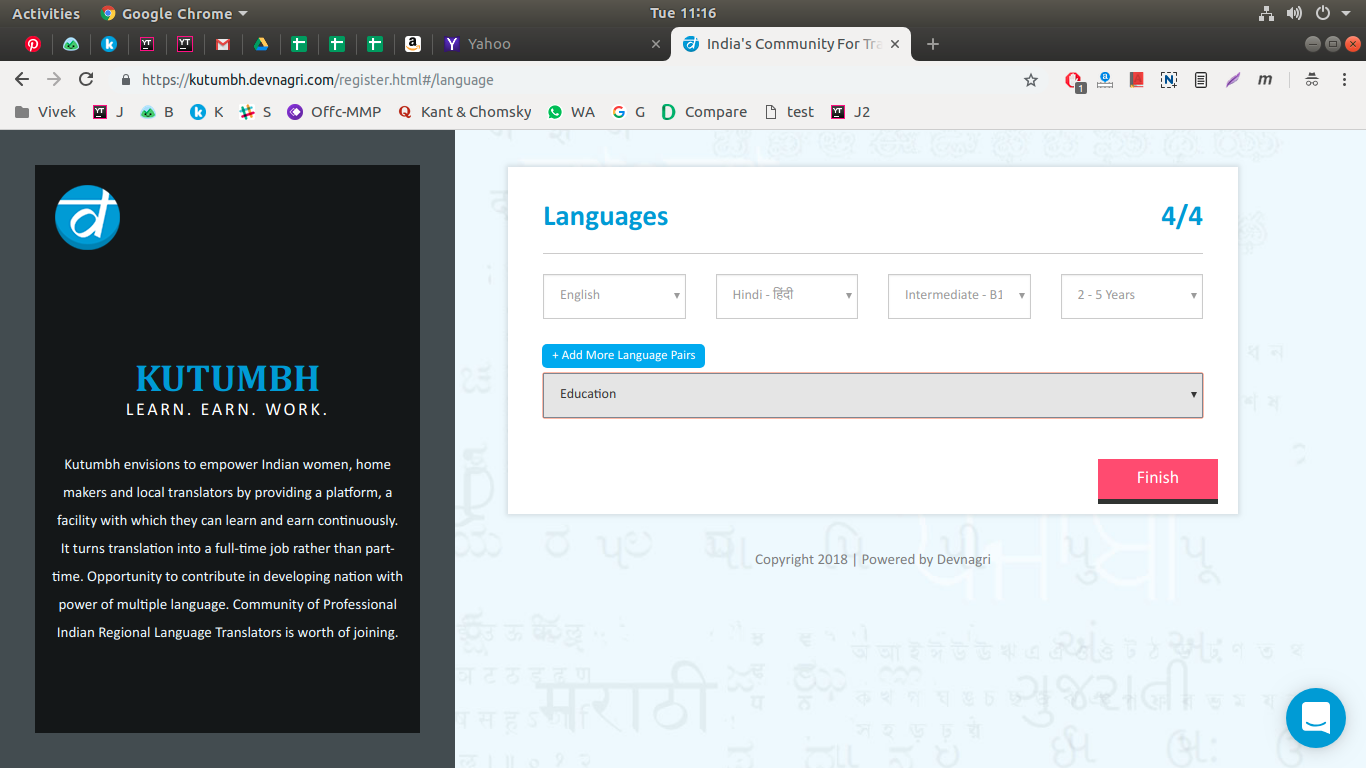 Activities
Google Chrome
Tue 11:16
Yahoo
India's Community For Tra
https://kutumbh.devnagri.com/register.html#/language
1
Vivek
J
B
K
S
Offc-MMP
Kant & Chomsky
WA
G
Compare
test
J2
KUTUMBH
LEARN. EARN. WORK.
Kutumbh envisions to empower Indian women, home
makers and local translators by providing a platform, a
facility with which they can learn and earn continuously.
It turns translation into a full-time job rather than part-
time. Opportunity to contribute in developing nation with
power of multiple language. Community of Professional
Indian Regional Language Translators is worth of joining.
Languages
4/4
English
Hindi - हिंदी
Intermediate - B1
2 - 5 Years
+ Add More Language Pairs
Education
Finish
Copyright 2018 | Powered by Devnagri
मराठी
ગુજરાતી